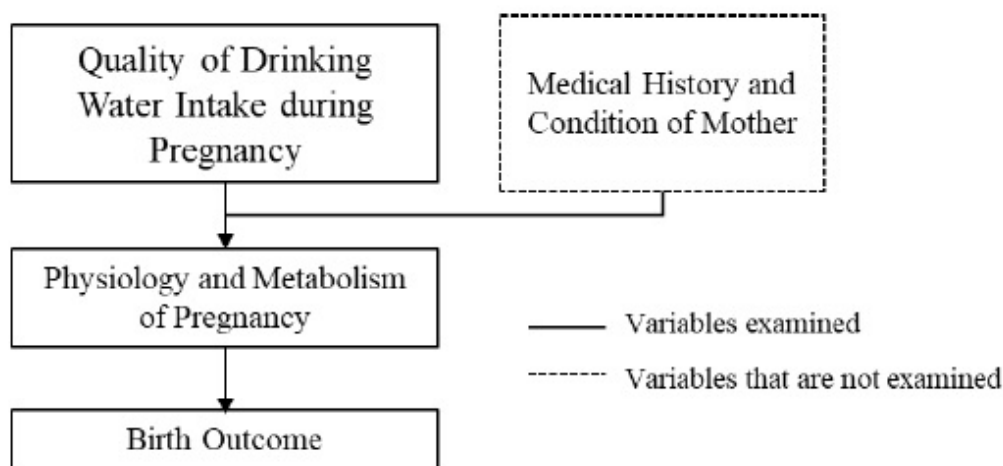 Quality of Drinking
Water Intake during
Pregnancy
Medical History and
Condition of Mother
Physiology and Metabolism
of Pregnancy
Variables examined
Variables that are not examined
Birth Outcome